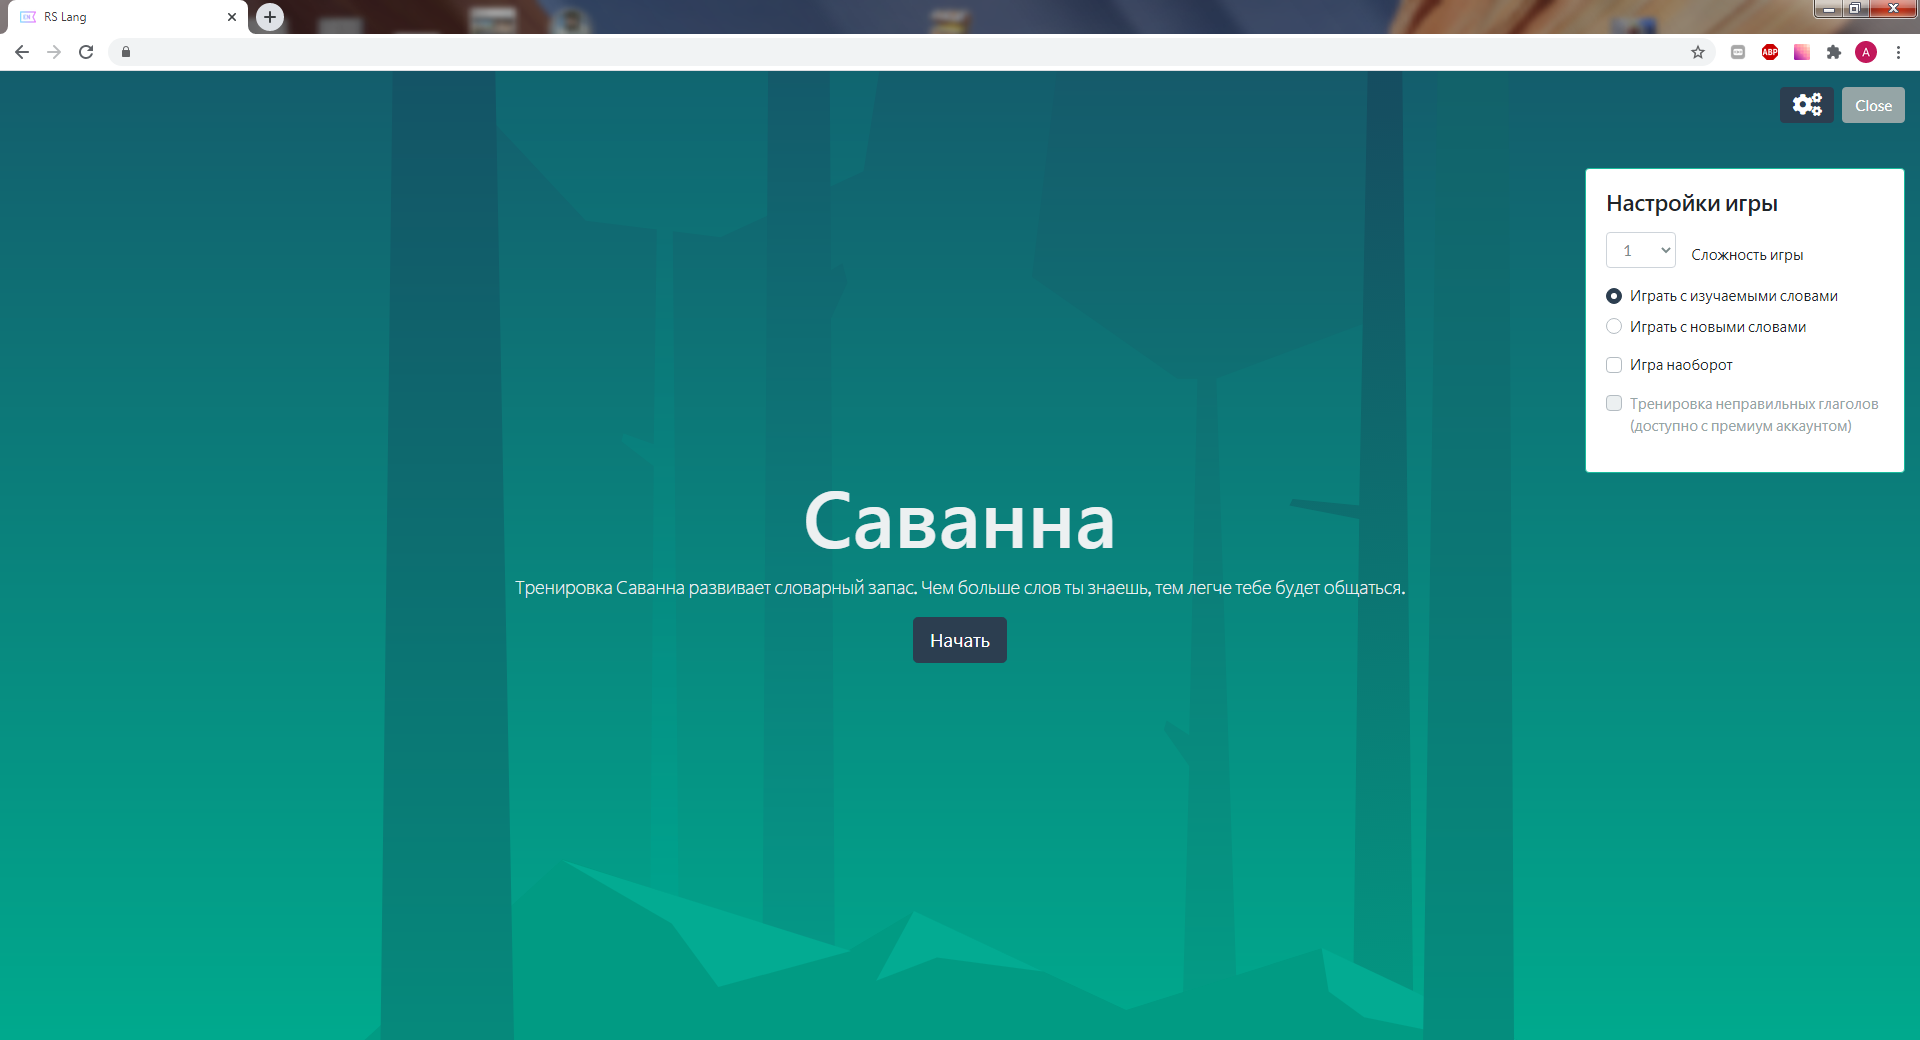 RS Lang
ABP
A
Close
Настройки игры
1
Сложность игры
Играть с изучаемыми словами
Играть с новыми словами
Игра наоборот
Тренировка неправильных глаголов
(доступно с премиум аккаунтом)
Саванна
Тренировка Саванна развивает словарный запас. Чем больше слов ты знаешь, тем легче тебе будет общаться.
Начать